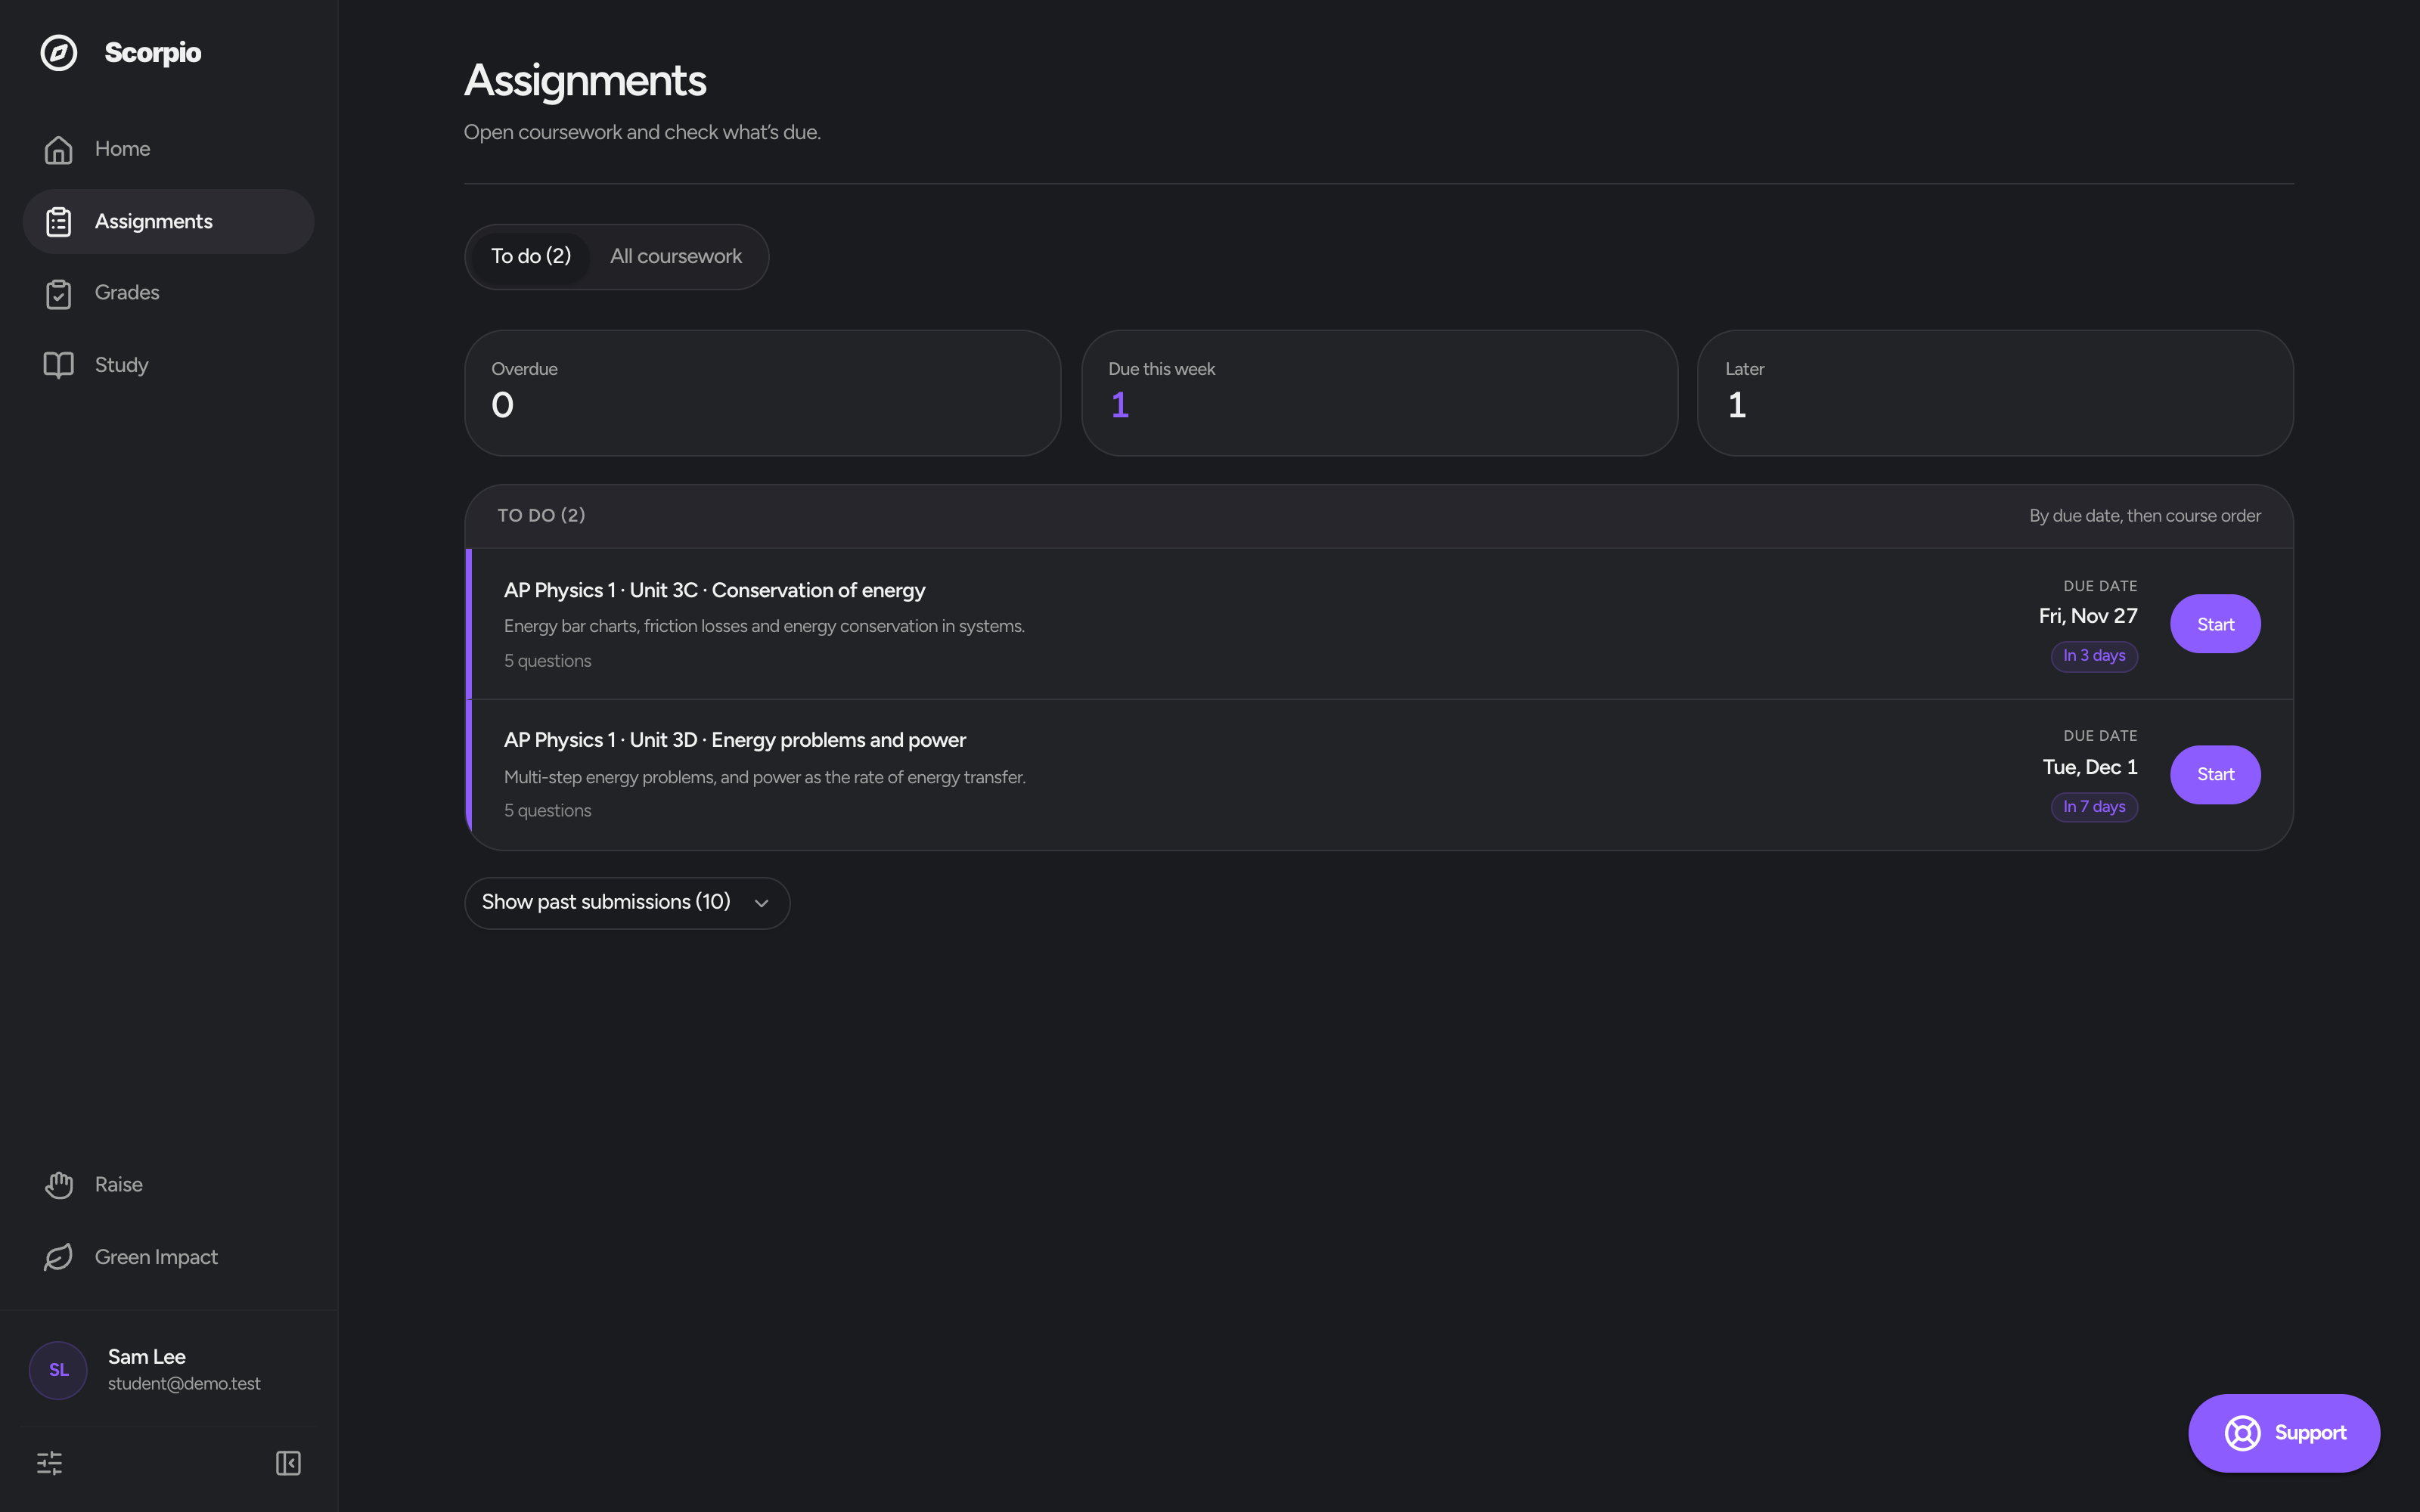 Scorpio
Home
Assignments
Grades
Study
Raise
Green Impact
SL
Sam Lee
student@demo.test
Assignments
Open coursework and check what’s due.
To do (2)
All coursework
Overdue
0
Due this week
1
Later
1
TO DO (2)
By due date, then course order
AP Physics 1 · Unit 3C · Conservation of energy
Energy bar charts, friction losses and energy conservation in systems.
5 questions
DUE DATE
Fri, Nov 27
In 3 days
Start
AP Physics 1 · Unit 3D · Energy problems and power
Multi-step energy problems, and power as the rate of energy transfer.
5 questions
DUE DATE
Tue, Dec 1
In 7 days
Start
Show past submissions (10)
Support